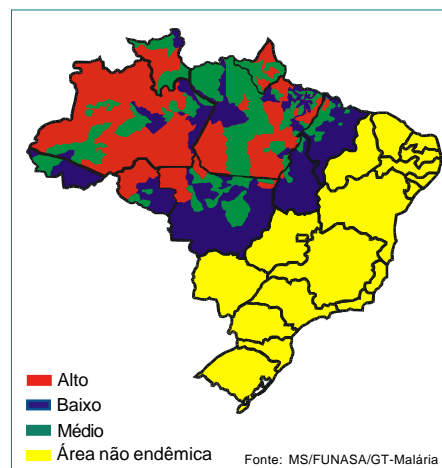 Alto
Baixo
Médio
Área não endêmica
Fonte: MS/FUNASA/GT-Malária